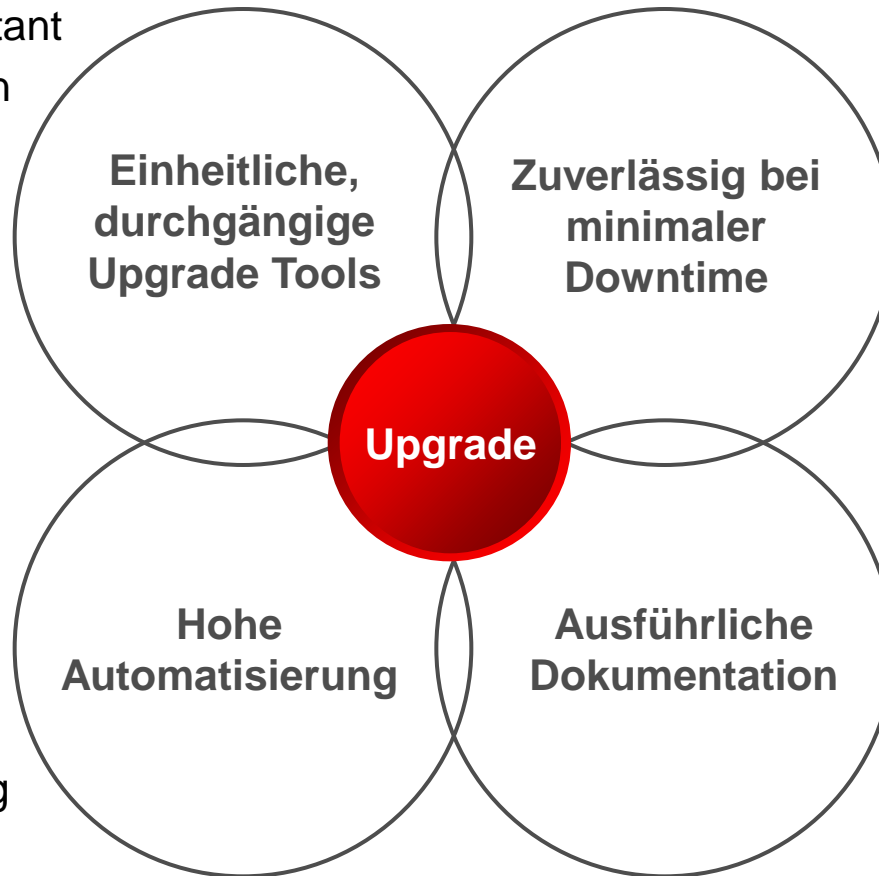 Einheitliche,
durchgängige
Upgrade Tools
Zuverlässig bei
minimaler
Downtime
Upgrade
Hohe
Automatisierung
Ausführliche
Dokumentation